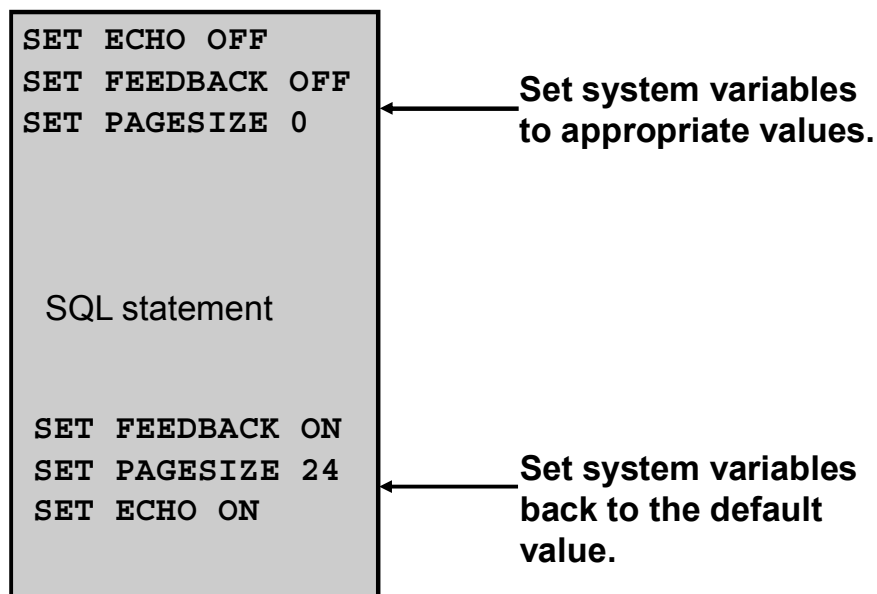 SET ECHO OFF
SET FEEDBACK OFF
SET PAGESIZE 0
Set system variables
to appropriate values.
SQL statement
SET FEEDBACK ON
SET PAGESIZE 24
SET ECHO ON
Set system variables
back to the default
value.